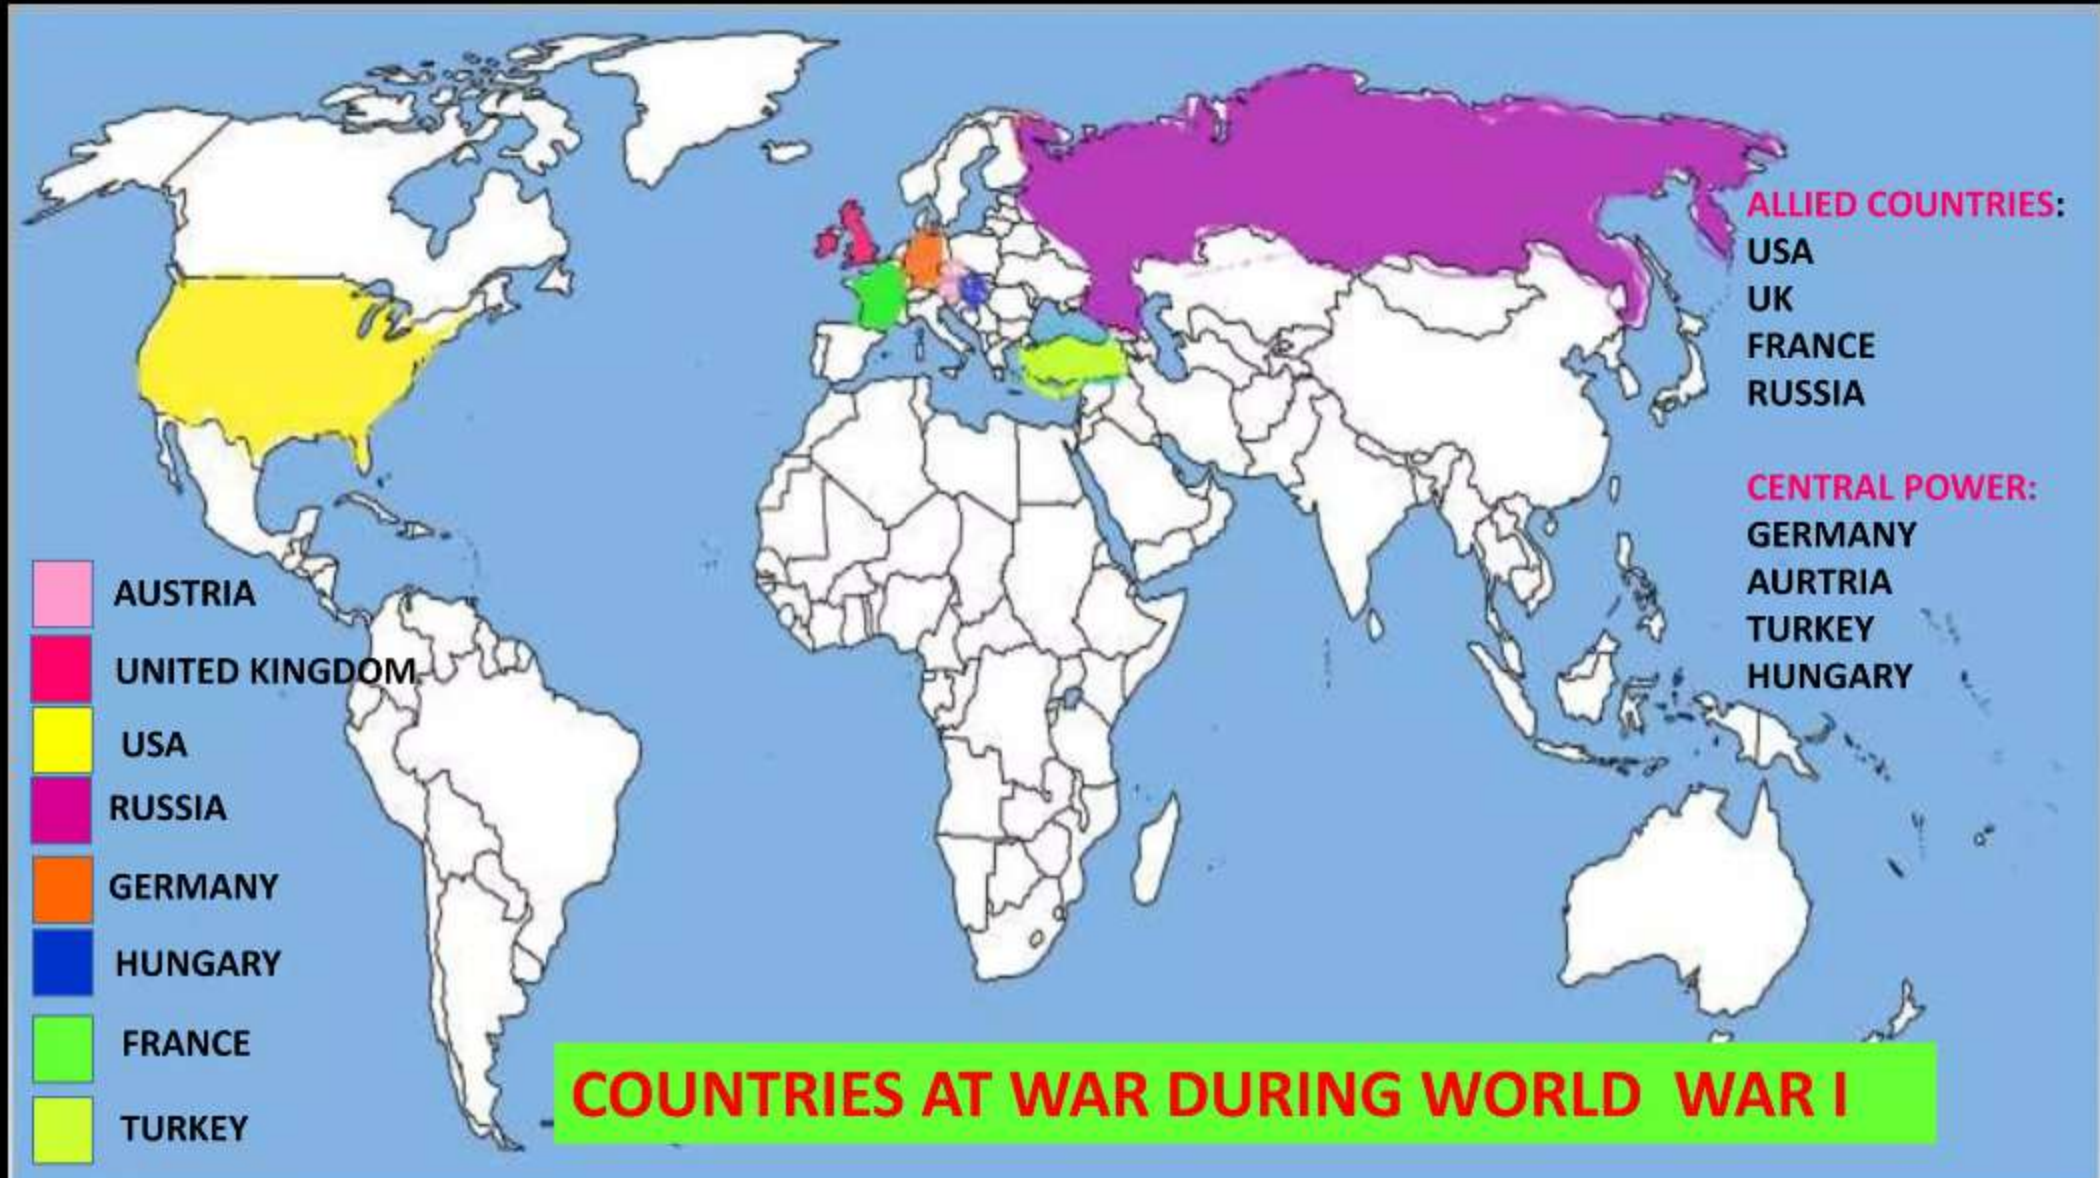 ALLIED COUNTRIES:
USA
UK
FRANCE
RUSSIA
CENTRAL POWER:
GERMANY
AURTRIA
TURKEY
HUNGARY
AUSTRIA
UNITED KINGDOM
USA
RUSSIA
GERMANY
HUNGARY
FRANCE
TURKEY
COUNTRIES AT WAR DURING WORLD WAR I